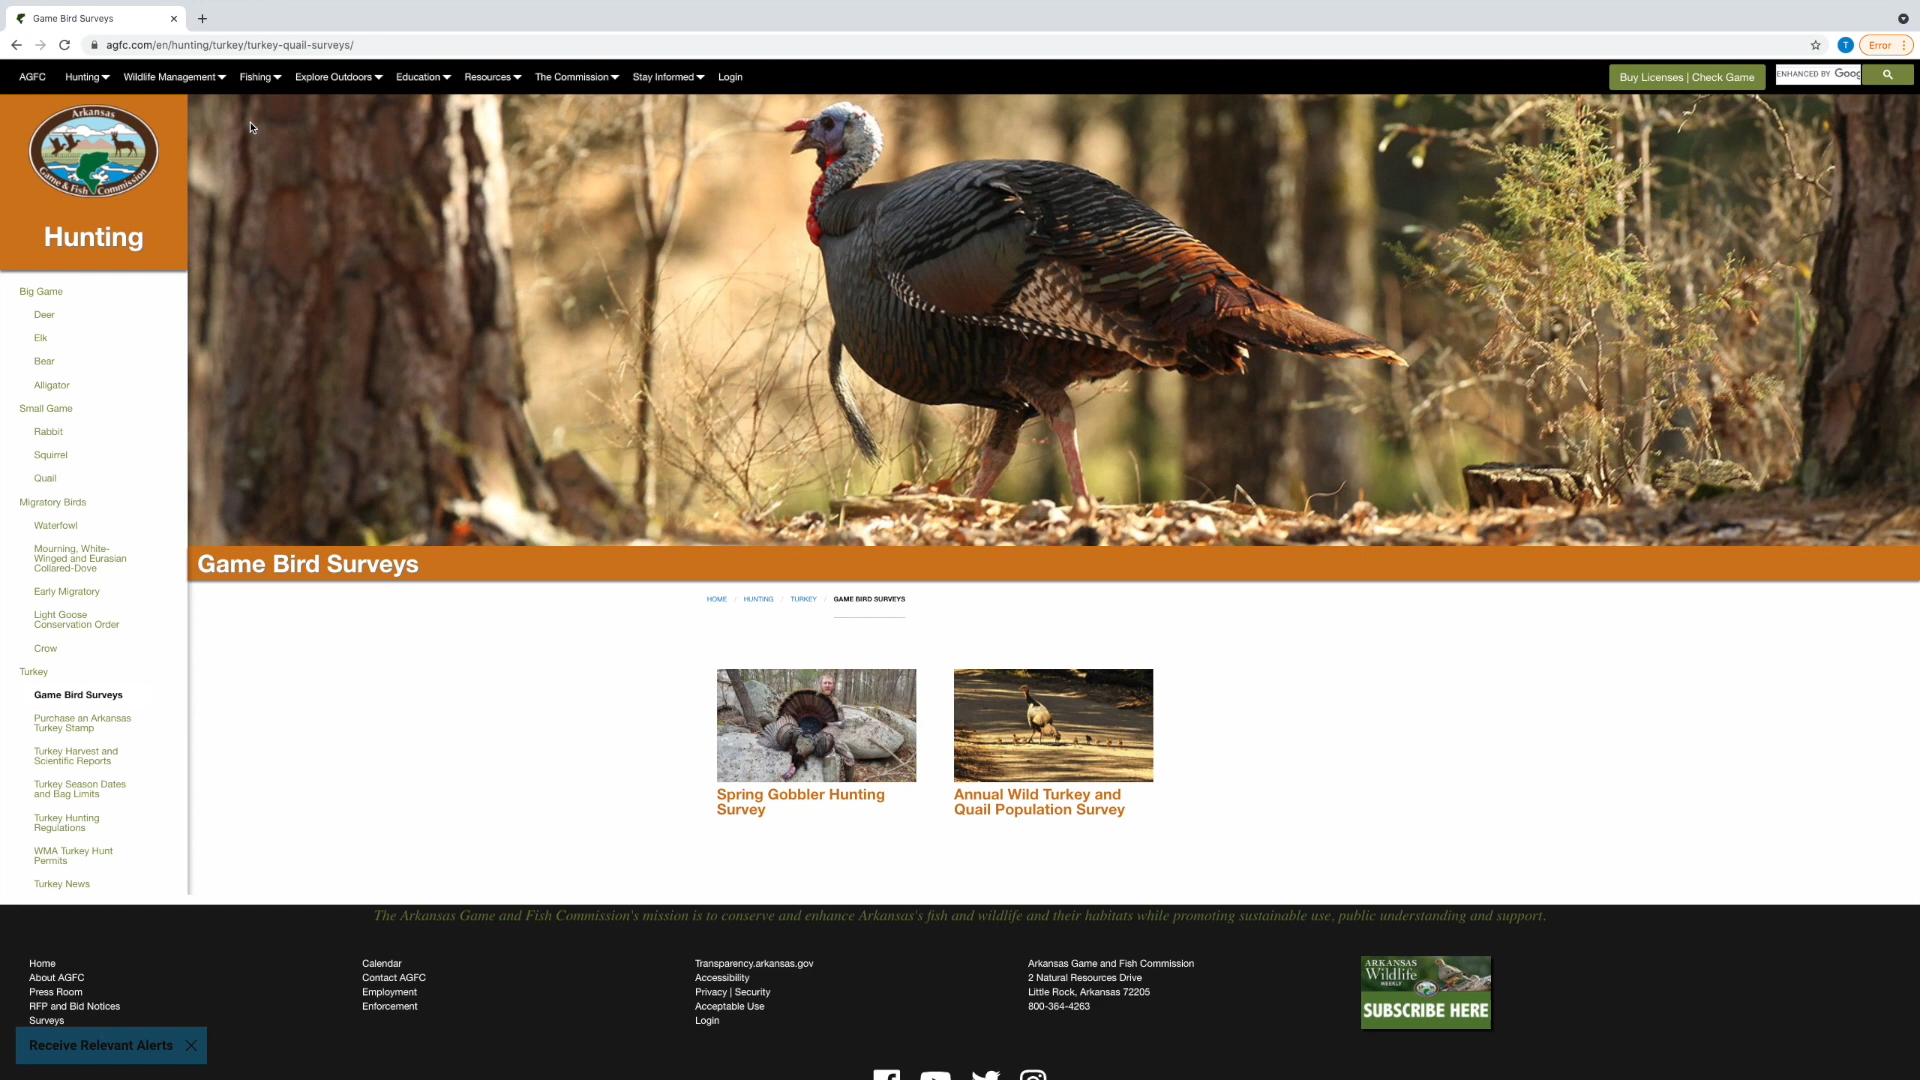 Game Bird Surveys
agfc.com/en/hunting/turkey/turkey-quail-surveys/
T
Error
AGFC
Hunting
Wildlife Management
Fishing
Explore Outdoors
Education
Resources
The Commission
Stay Informed
Login
Buy Licenses | Check Game
ENHANCED BY Goog
Arkansas
Game & Fish Commission
Hunting
Big Game
Deer
Elk
Bear
Alligator
Small Game
Rabbit
Squirrel
Quail
Migratory Birds
Waterfowl
Mourning, White-
Winged and Eurasian
Collared-Dove
Early Migratory
Light Goose
Conservation Order
Crow
Turkey
Game Bird Surveys
Purchase an Arkansas
Turkey Stamp
Turkey Harvest and
Scientific Reports
Turkey Season Dates
and Bag Limits
Turkey Hunting
Regulations
WMA Turkey Hunt
Permits
Turkey News
Game Bird Surveys
HOME / HUNTING / TURKEY / GAME BIRD SURVEYS
Spring Gobbler Hunting
Survey
Annual Wild Turkey and
Quail Population Survey
The Arkansas Game and Fish Commission's mission is to conserve and enhance Arkansas's fish and wildlife and their habitats while promoting sustainable use, public understanding and support.
Home
About AGFC
Press Room
RFP and Bid Notices
Surveys
Calendar
Contact AGFC
Employment
Enforcement
Transparency.arkansas.gov
Accessibility
Privacy | Security
Acceptable Use
Login
Arkansas Game and Fish Commission
2 Natural Resources Drive
Little Rock, Arkansas 72205
800-364-4263
ARKANSAS
Wildlife
WEEKLY
SUBSCRIBE HERE
Receive Relevant Alerts